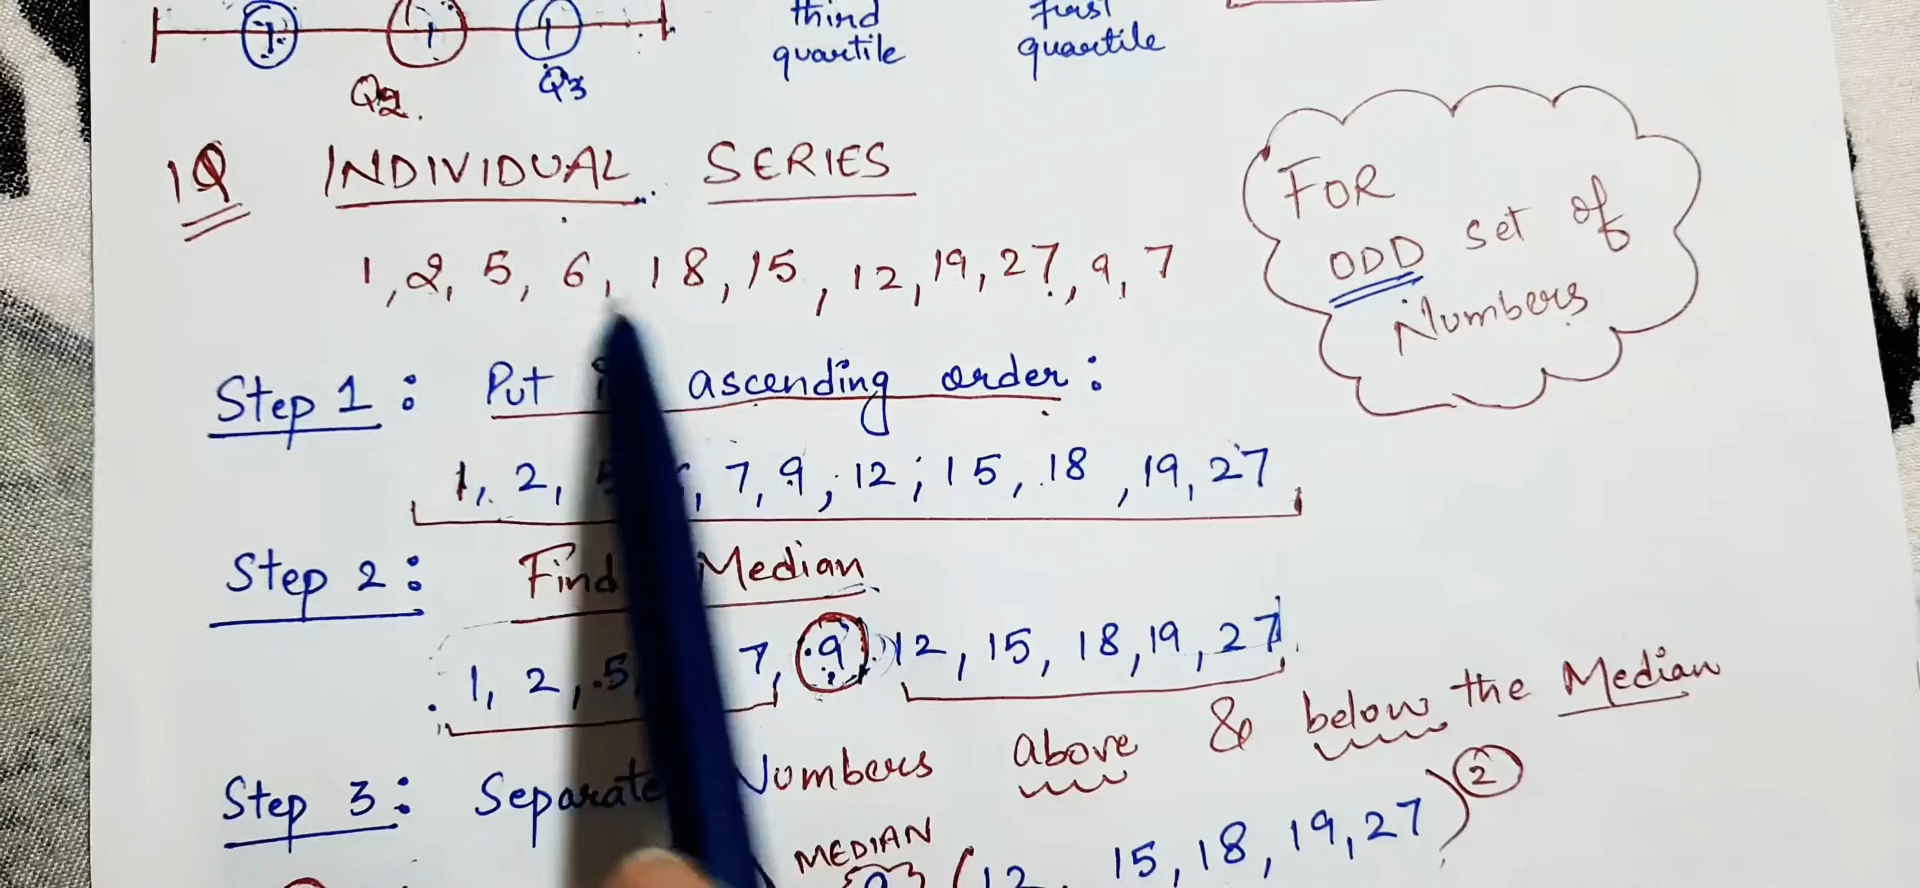 third first
quartile quartile
Q2. Q3
1Q INDIVIDUAL SERIES
1, 2, 5, 6, 18, 15, 12, 19, 27, 9, 7
FOR
ODD set of
Numbers
Step 1: Put ascending order:
1, 2, 7, 9, 12, 15, 18, 19, 27
Step 2: Find Median
1, 2, 5, 7, 9, 12, 15, 18, 19, 27
Step 3: Separate Numbers above & below the Median
MEDIAN
9 (12, 15, 18, 19, 27) 2